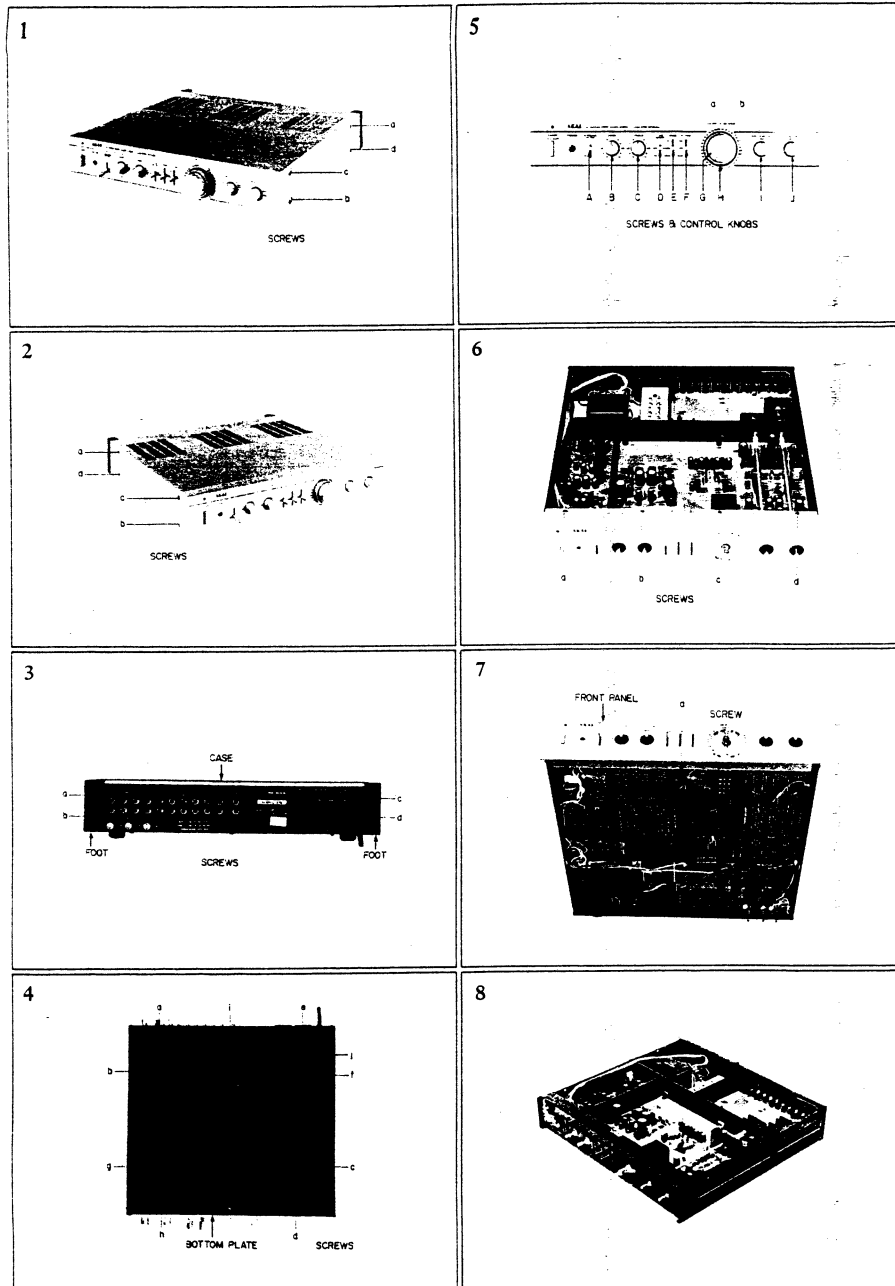 1
a
d
c
b
SCREWS
2
a
d
c
b
SCREWS
3
CASE
a
b
c
d
FOOT
FOOT
SCREWS
4
a i e
j
b f
g c
h d
BOTTOM PLATE SCREWS
5
a b
A B C D E F G H I J
SCREWS & CONTROL KNOBS
6
a b c d
SCREWS
7
a
FRONT PANEL
SCREW
8